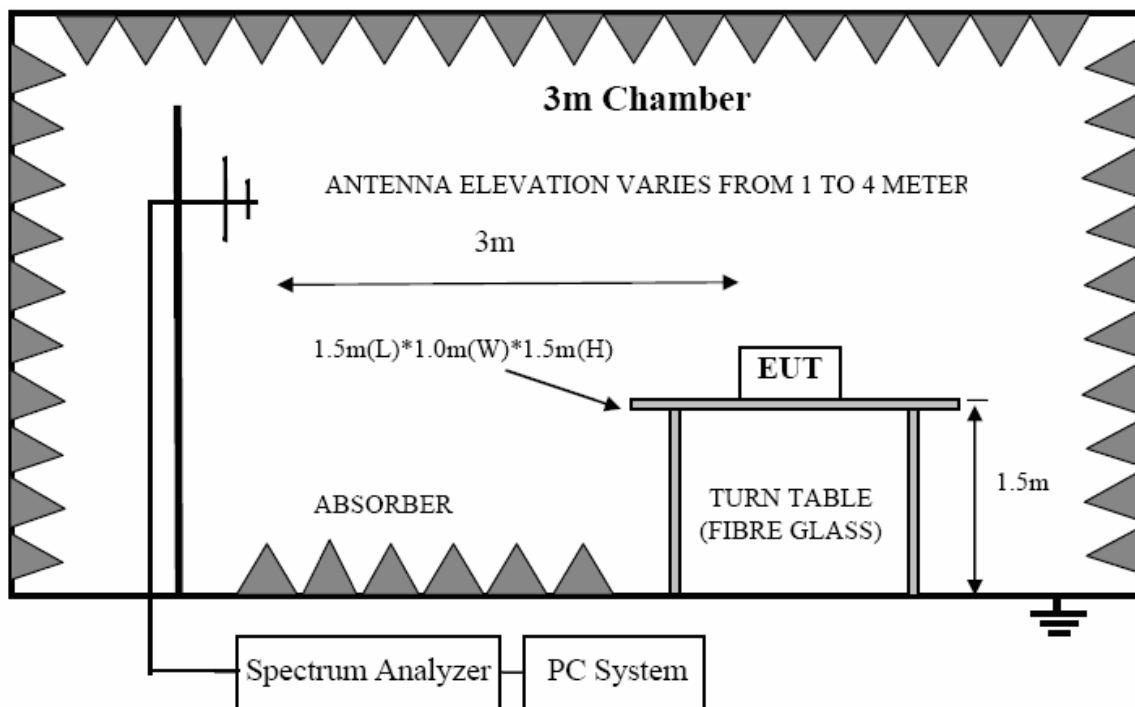 3m Chamber
ANTENNA ELEVATION VARIES FROM 1 TO 4 METER
3m
1.5m(L)*1.0m(W)*1.5m(H)
EUT
1.5m
ABSORBER
TURN TABLE
(FIBRE GLASS)
Spectrum Analyzer
PC System